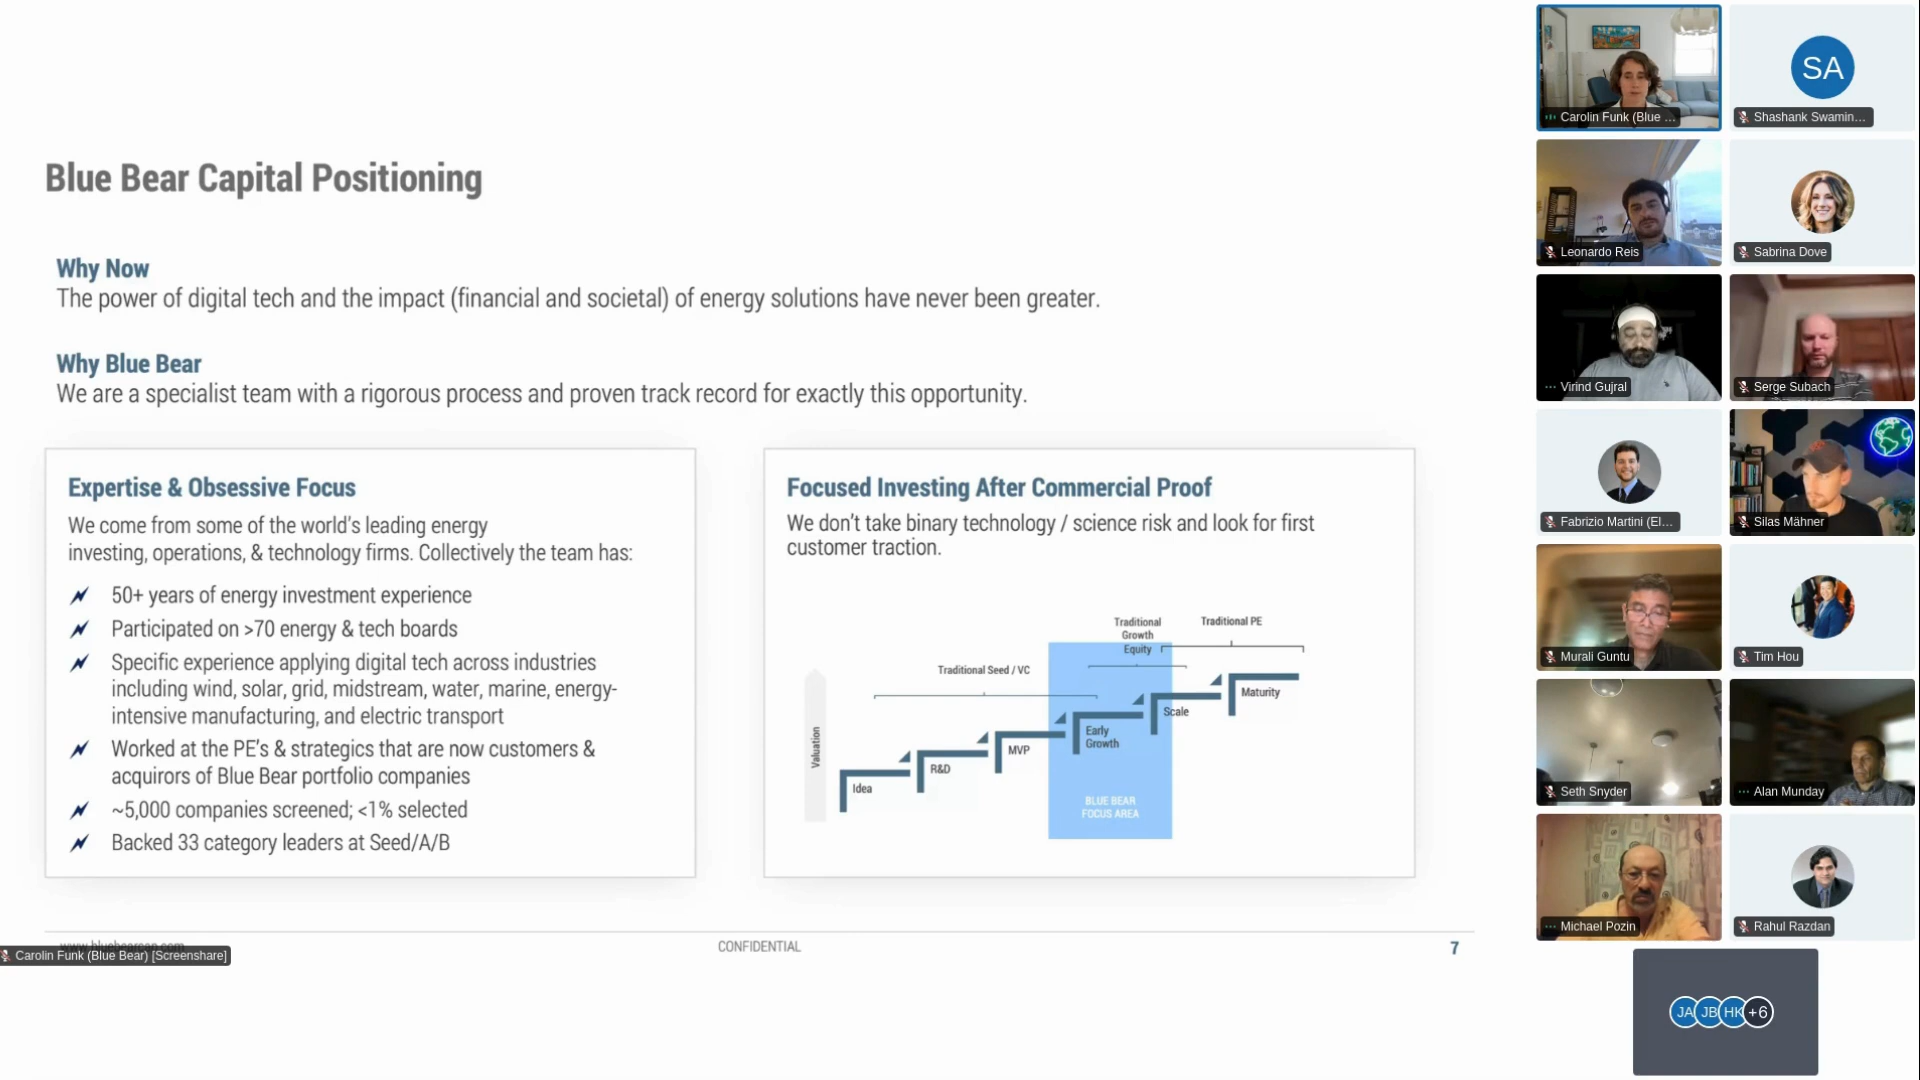 Blue Bear Capital Positioning
Why Now
The power of digital tech and the impact (financial and societal) of energy solutions have never been greater.
Why Blue Bear
We are a specialist team with a rigorous process and proven track record for exactly this opportunity.
Expertise & Obsessive Focus
We come from some of the world's leading energy
investing, operations, & technology firms. Collectively the team has:
50+ years of energy investment experience
Participated on >70 energy & tech boards
Specific experience applying digital tech across industries
including wind, solar, grid, midstream, water, marine, energy-
intensive manufacturing, and electric transport
Worked at the PE's & strategics that are now customers &
acquirors of Blue Bear portfolio companies
~5,000 companies screened; <1% selected
Backed 33 category leaders at Seed/A/B
Focused Investing After Commercial Proof
We don't take binary technology / science risk and look for first
customer traction.
Traditional
Growth
Equity
Traditional PE
Traditional Seed / VC
Valuation
Idea
R&D
MVP
Early
Growth
Scale
Maturity
BLUE BEAR
FOCUS AREA
www.bluebearcap.com
CONFIDENTIAL
7
Carolin Funk (Blue Bear) [Screenshare]
Carolin Funk (Blue ...
SA
Shashank Swamin...
Leonardo Reis
Sabrina Dove
Virind Gujral
Serge Subach
Fabrizio Martini (El...
Silas Mähner
Murali Guntu
Tim Hou
Seth Snyder
Alan Munday
Michael Pozin
Rahul Razdan
JA JB HK +6